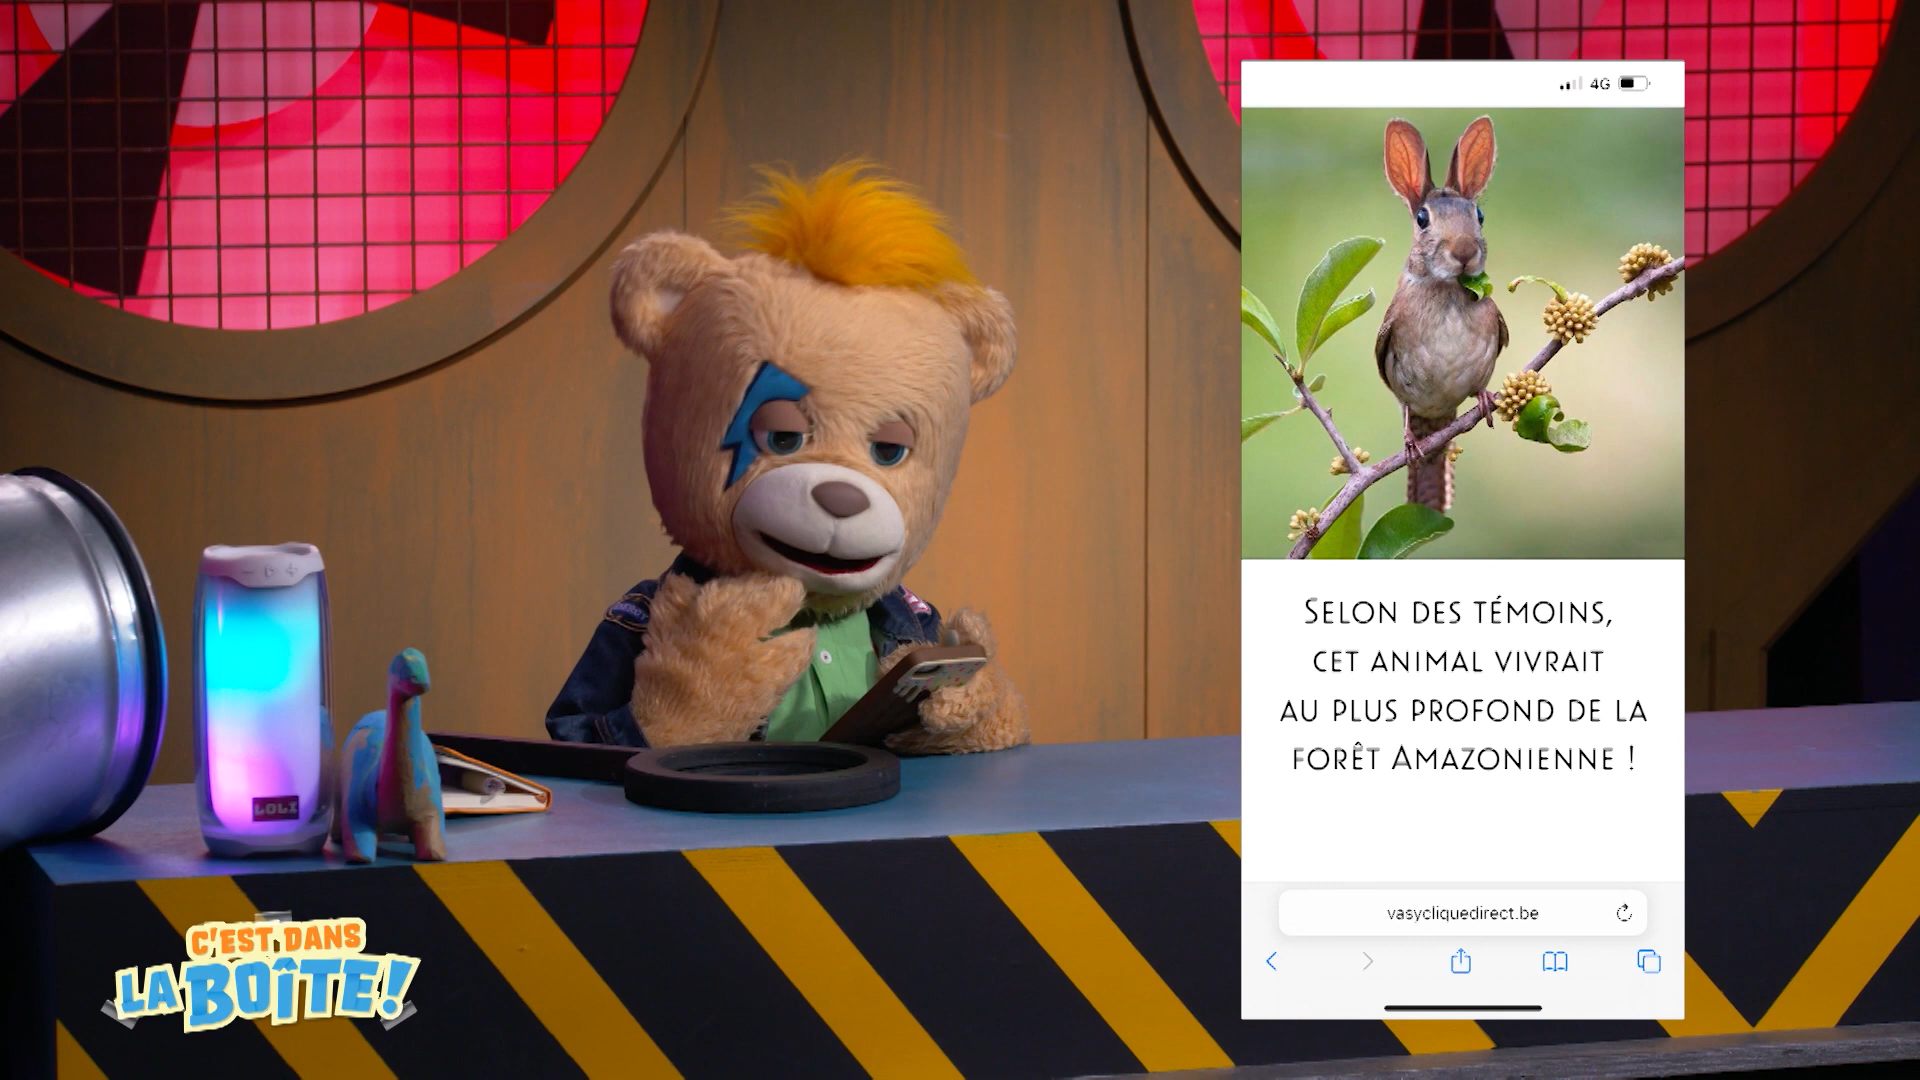 4G
SELON DES TÉMOINS,
CET ANIMAL VIVRAIT
AU PLUS PROFOND DE LA
FORÊT AMAZONIENNE !
vasycliquedirect.be
LOLI
C'EST DANS
LA BOÎTE!